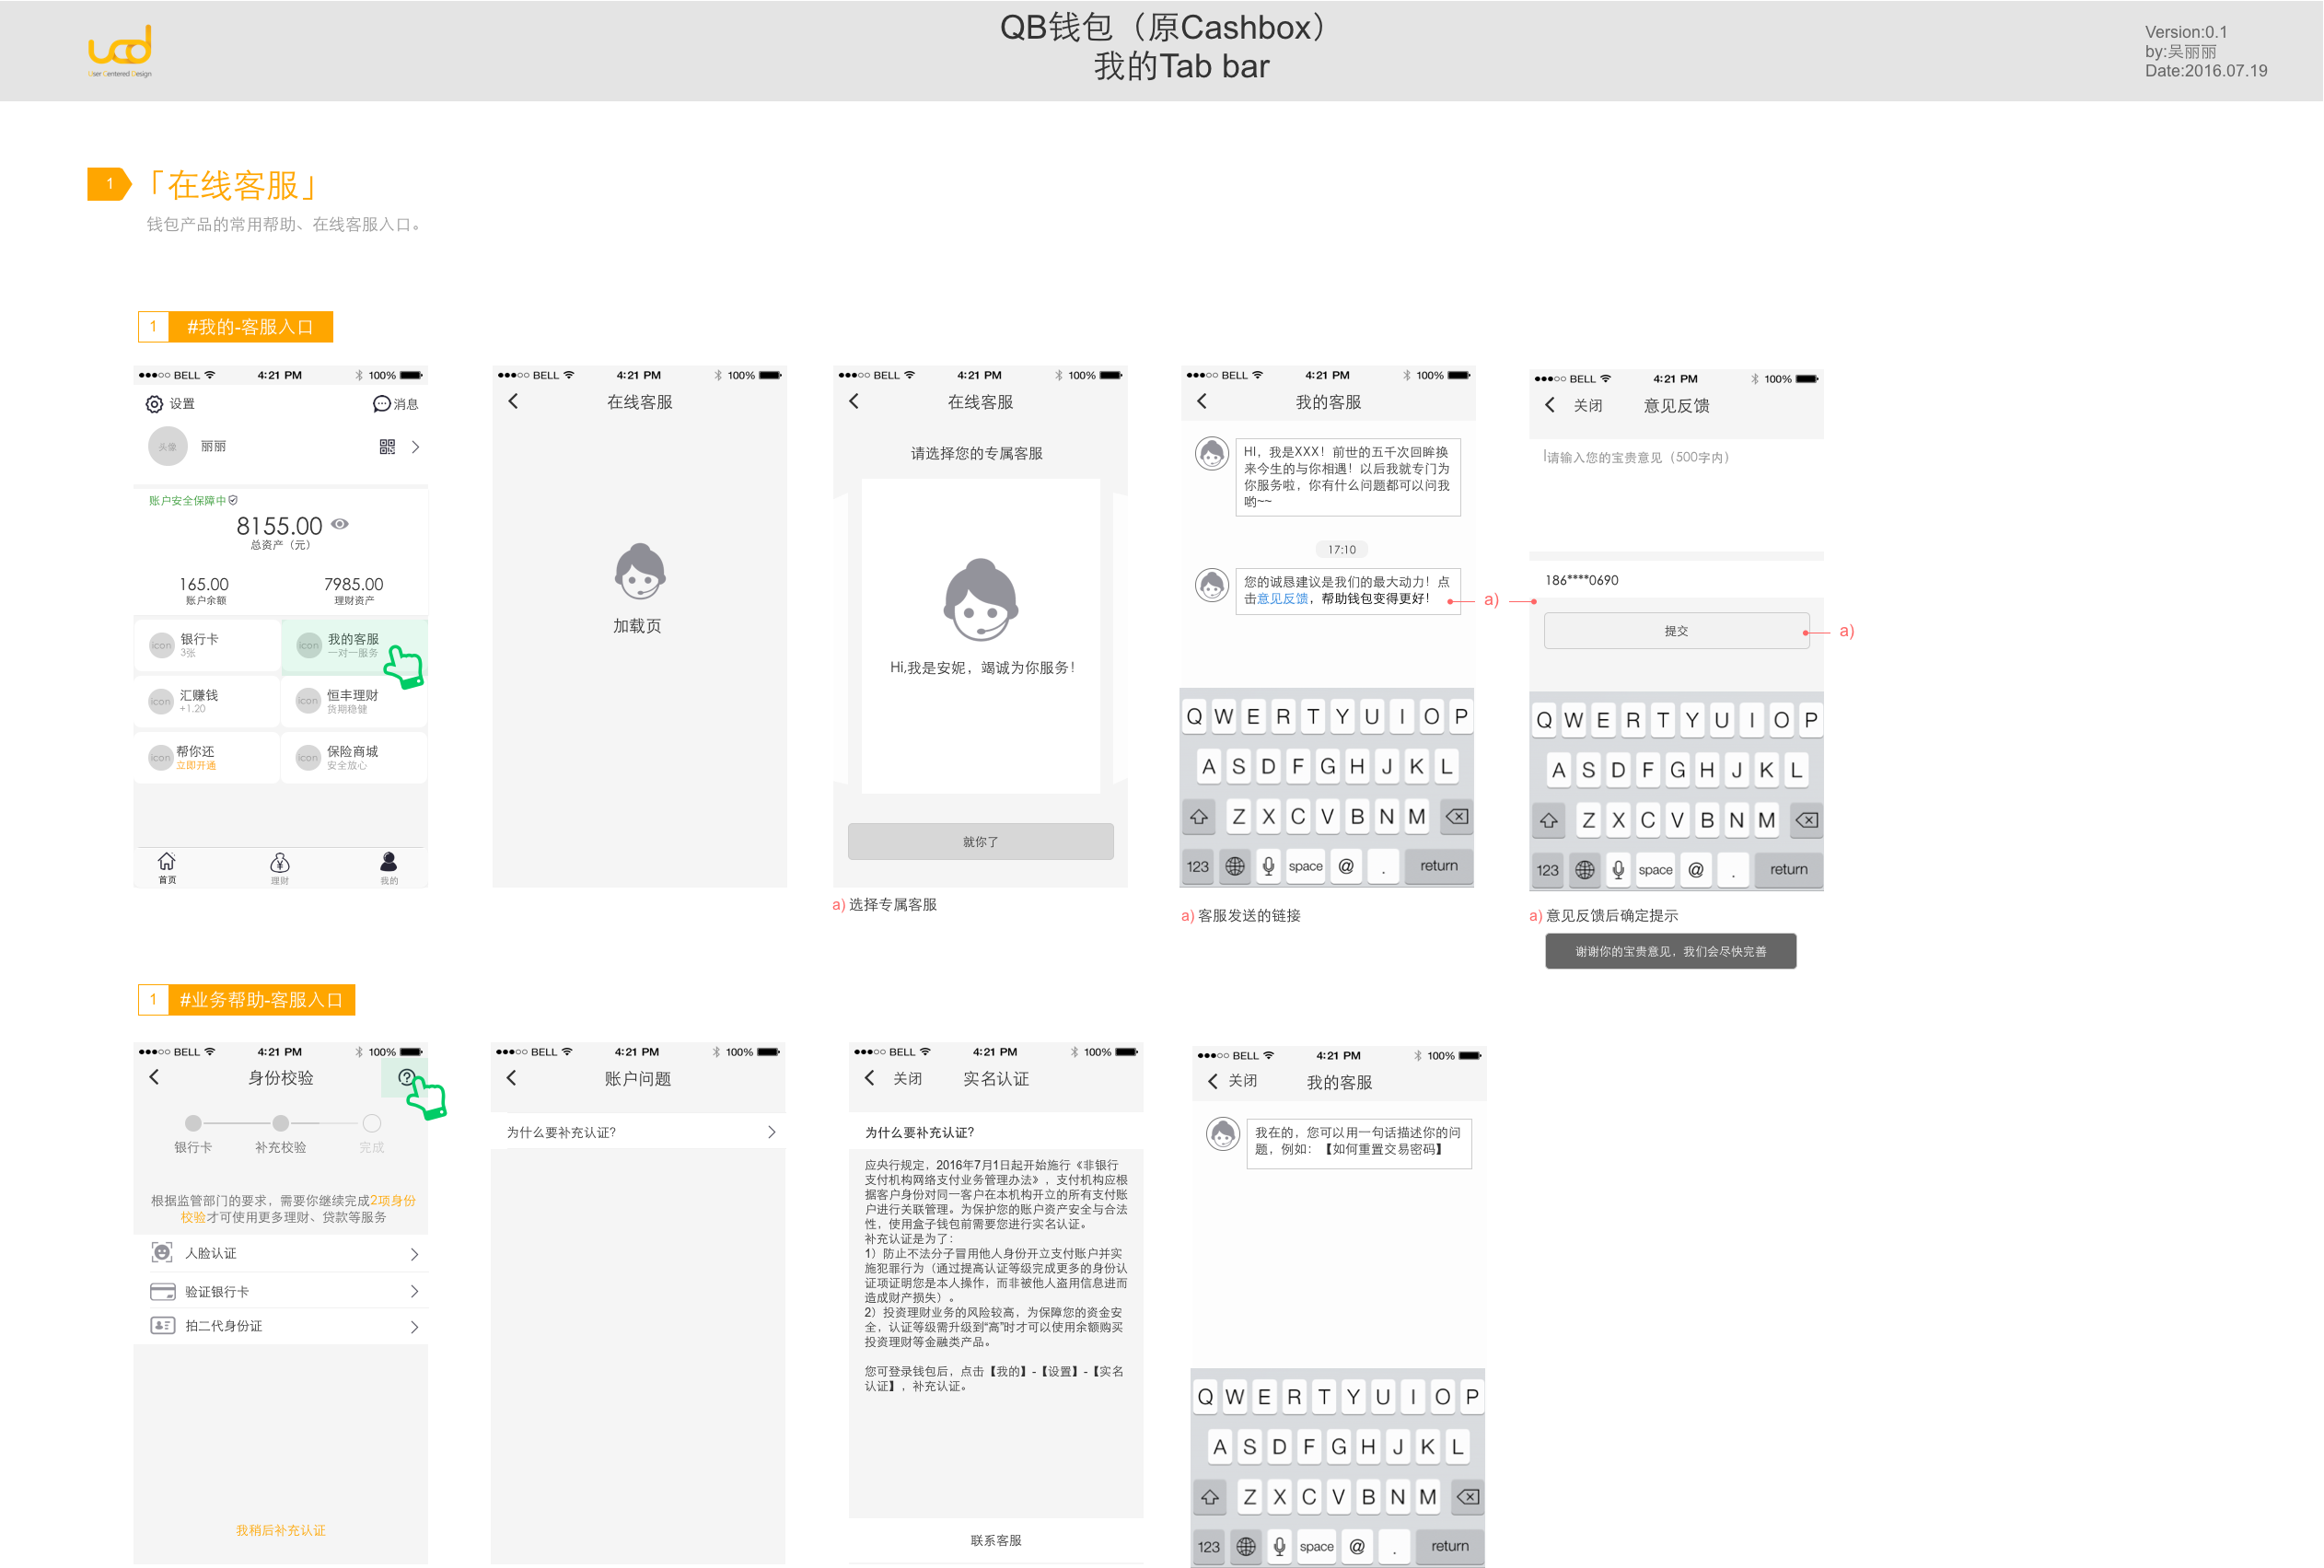 QB钱包（原Cashbox）
我的Tab bar
ucd
User Centered Design
Version:0.1
by:吴丽丽
Date:2016.07.19
1
「在线客服」
钱包产品的常用帮助、在线客服入口。
1 #我的-客服入口
BELL 4:21 PM 100%
设置 消息
头像 丽丽
账户安全保障中
8155.00
总资产（元）
165.00 7985.00
账户余额 理财资产
icon 银行卡 icon 我的客服
3张 一对一服务
icon 汇赚钱 icon 恒丰理财
+1.20 货期稳健
icon 帮你还 icon 保险商城
立即开通 安全放心
首页 理财 我的
BELL 4:21 PM 100%
在线客服
加载页
BELL 4:21 PM 100%
在线客服
请选择您的专属客服
Hi,我是安妮，竭诚为你服务！
就你了
a) 选择专属客服
BELL 4:21 PM 100%
我的客服
HI，我是XXX！前世的五千次回眸换
来今生的与你相遇！以后我就专门为
你服务啦，你有什么问题都可以问我
哟~~
17:10
您的诚恳建议是我们的最大动力！点
击意见反馈，帮助钱包变得更好！
a)
Q W E R T Y U I O P
A S D F G H J K L
Z X C V B N M
123 space @ . return
a) 客服发送的链接
BELL 4:21 PM 100%
关闭 意见反馈
请输入您的宝贵意见（500字内）
186****0690
提交
a)
Q W E R T Y U I O P
A S D F G H J K L
Z X C V B N M
123 space @ . return
a) 意见反馈后确定提示
谢谢你的宝贵意见，我们会尽快完善
1 #业务帮助-客服入口
BELL 4:21 PM 100%
身份校验 ?
银行卡 补充校验 完成
根据监管部门的要求，需要你继续完成2项身份
校验才可使用更多理财、贷款等服务
人脸认证
验证银行卡
拍二代身份证
我稍后补充认证
BELL 4:21 PM 100%
账户问题
为什么要补充认证?
BELL 4:21 PM 100%
关闭 实名认证
为什么要补充认证?
应央行规定，2016年7月1日起开始施行《非银行
支付机构网络支付业务管理办法》，支付机构应根
据客户身份对同一客户在本机构开立的所有支付账
户进行关联管理。为保护您的账户资产安全与合法
性，使用盒子钱包前需要您进行实名认证。
补充认证是为了：
1）防止不法分子冒用他人身份开立支付账户并实
施犯罪行为（通过提高认证等级完成更多的身份认
证项证明您是本人操作，而非被他人盗用信息进而
造成财产损失）。
2）投资理财业务的风险较高，为保障您的资金安
全，认证等级需升级到“高”时才可以使用余额购买
投资理财等金融类产品。
您可登录钱包后，点击【我的】-【设置】-【实名
认证】，补充认证。
联系客服
BELL 4:21 PM 100%
关闭 我的客服
我在的，您可以用一句话描述你的问
题，例如：【如何重置交易密码】
Q W E R T Y U I O P
A S D F G H J K L
Z X C V B N M
123 space @ . return